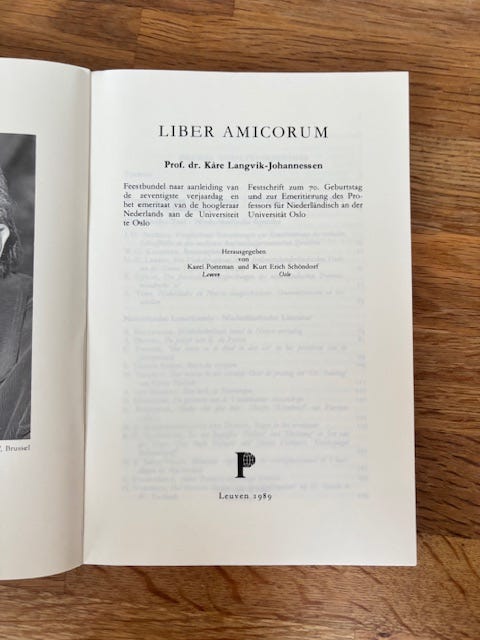 LIBER AMICORUM
Prof. dr. Kåre Langvik-Johannessen
Feestbundel naar aanleiding van
de zeventigste verjaardag en
het emeritaat van de hoogleraar
Nederlands aan de Universiteit
te Oslo
Festschrift zum 70. Geburtstag
und zur Emeritierung des Pro-
fessors für Niederländisch an der
Universität Oslo
Herausgegeben
von
Karel Porteman und Kurt Erich Schöndorf
Leuven Oslo
, Brussel
P
Leuven 1989